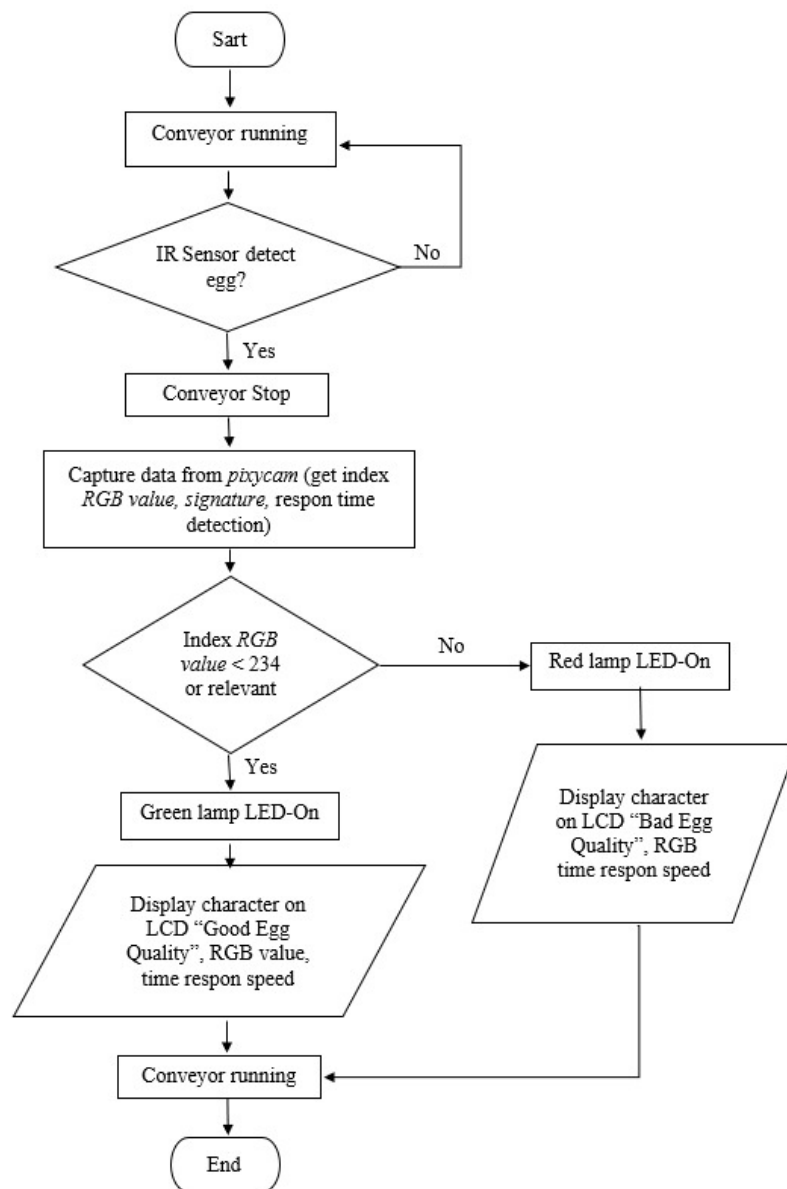 Sart
Conveyor running
IR Sensor detect
egg?
No
Yes
Conveyor Stop
Capture data from pixycam (get index
RGB value, signature, respon time
detection)
Index RGB
value < 234
or relevant
No
Red lamp LED-On
Yes
Green lamp LED-On
Display character
on LCD “Bad Egg
Quality”, RGB
time respon speed
Display character on
LCD “Good Egg
Quality”, RGB value,
time respon speed
Conveyor running
End